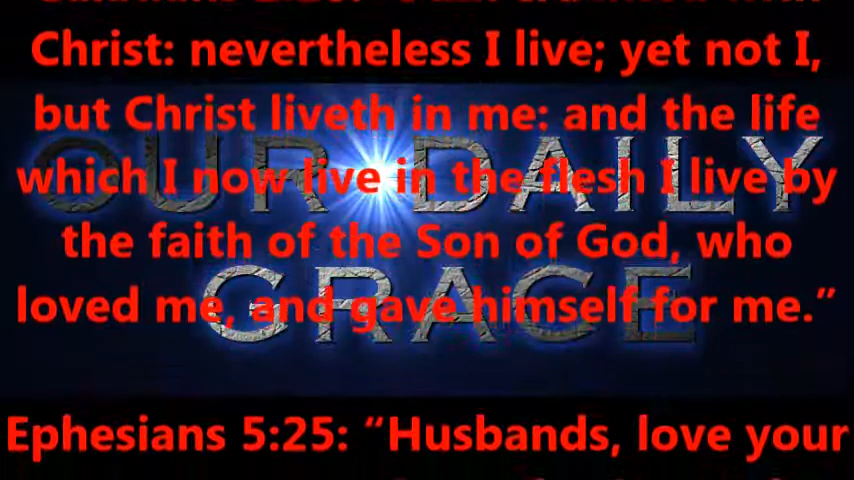 Christ: nevertheless I live; yet not I,
but Christ liveth in me: and the life
which I now live in the flesh I live by
the faith of the Son of God, who
loved me, and gave himself for me.”
Ephesians 5:25: “Husbands, love your
OUR DAILY
GRACE